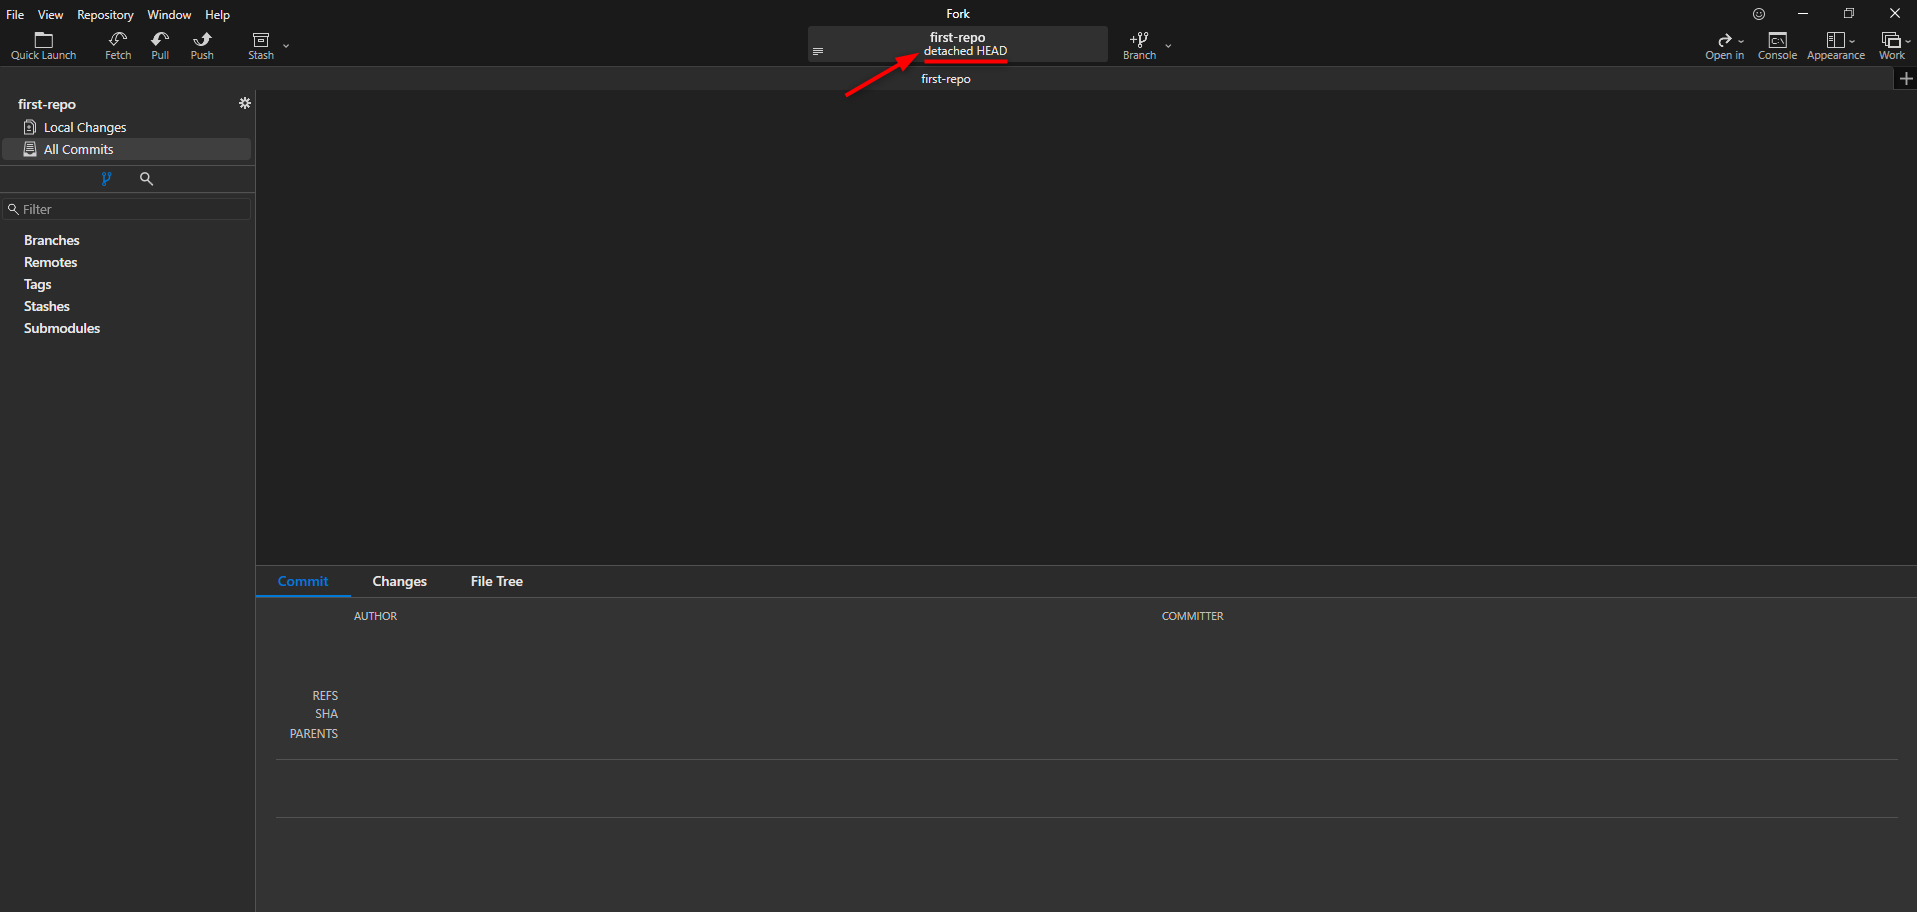 File View Repository Window Help
Fork
Quick Launch
Fetch
Pull
Push
Stash
first-repo
detached HEAD
Branch
Open in
C:\
Console
Appearance
Work
first-repo
first-repo
Local Changes
All Commits
Filter
Branches
Remotes
Tags
Stashes
Submodules
Commit Changes File Tree
AUTHOR COMMITTER
REFS
SHA
PARENTS